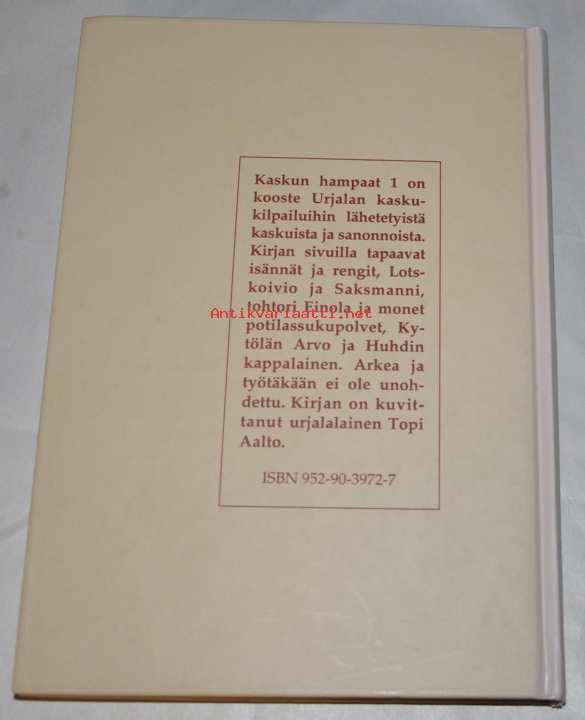 Kaskun hampaat 1 on
kooste Urjalan kasku-
kilpailuihin lähetetyistä
kaskuista ja sanonnoista.
Kirjan sivuilla tapaavat
isännät ja rengit, Lots-
koivio ja Saksmanni,
tohtori Einola ja monet
Antikvariaatti.net
potilassukupolvet, Ky-
tölän Arvo ja Huhdin
kappalainen. Arkea ja
työtäkään ei ole unoh-
dettu. Kirjan on kuvit-
tanut urjalalainen Topi
Aalto.
ISBN 952-90-3972-7